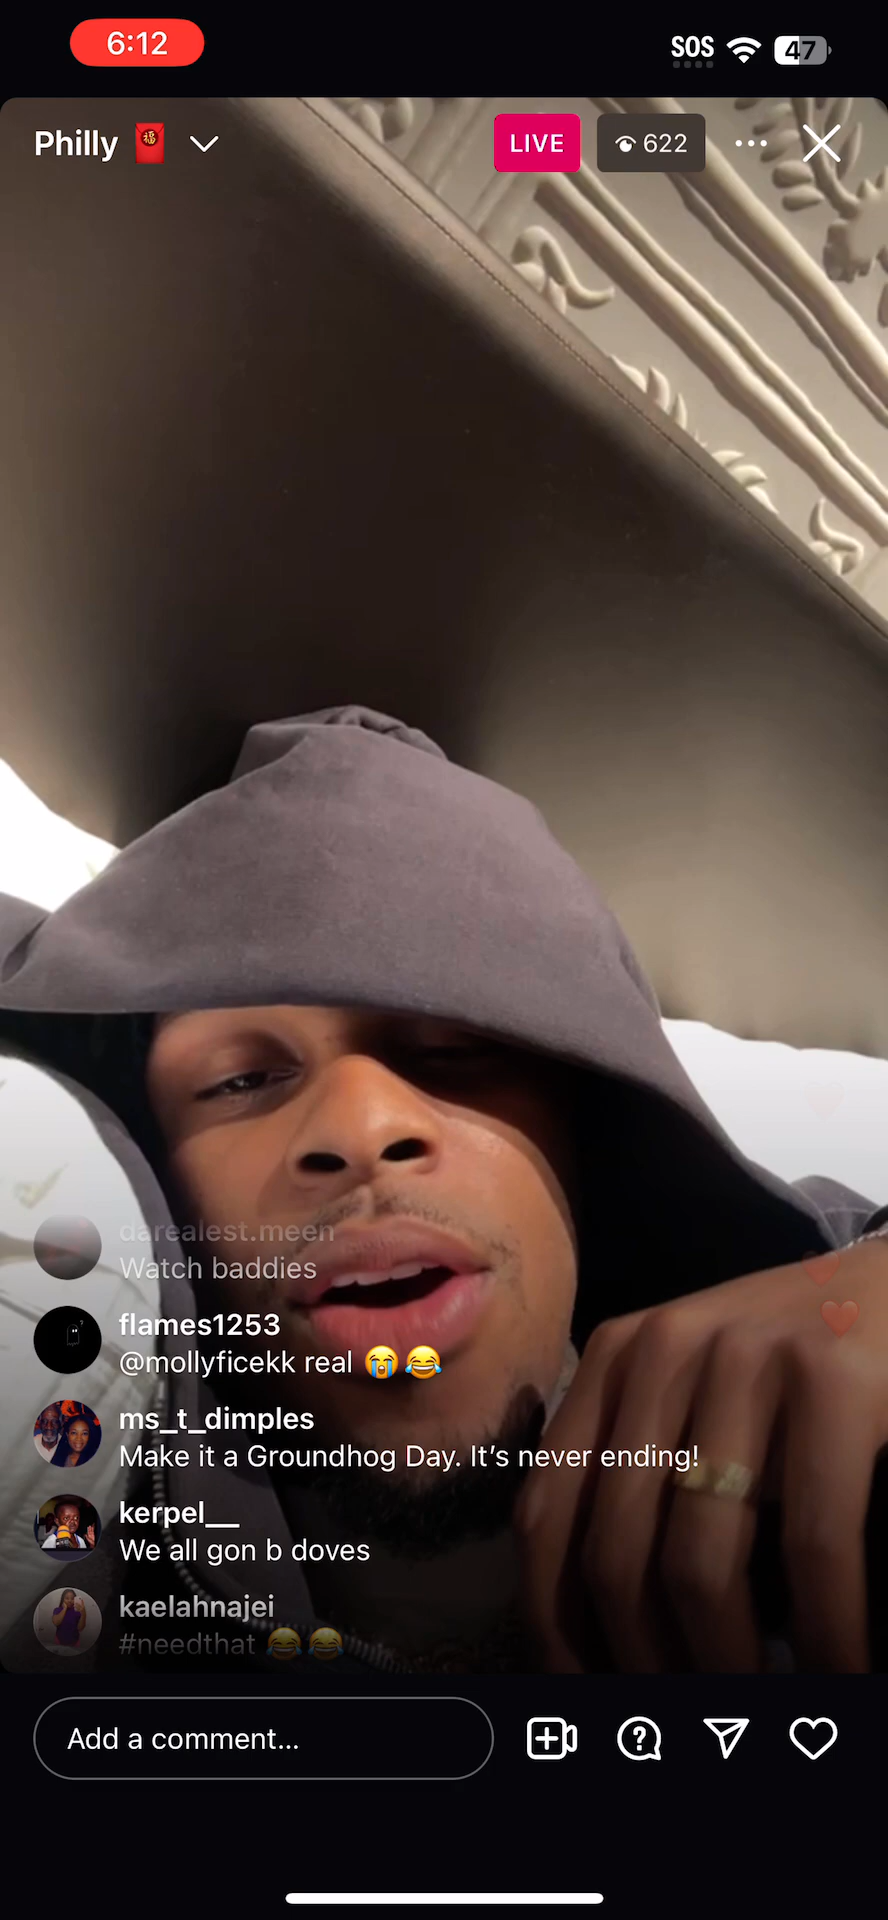 6:12
SOS
47
Philly 🧧
LIVE
622
darealest.meen
Watch baddies
flames1253
@mollyficekk real 😭😂
ms_t_dimples
Make it a Groundhog Day. It’s never ending!
kerpel__
We all gon b doves
kaelahnajei
#needthat 😂😂
Add a comment...